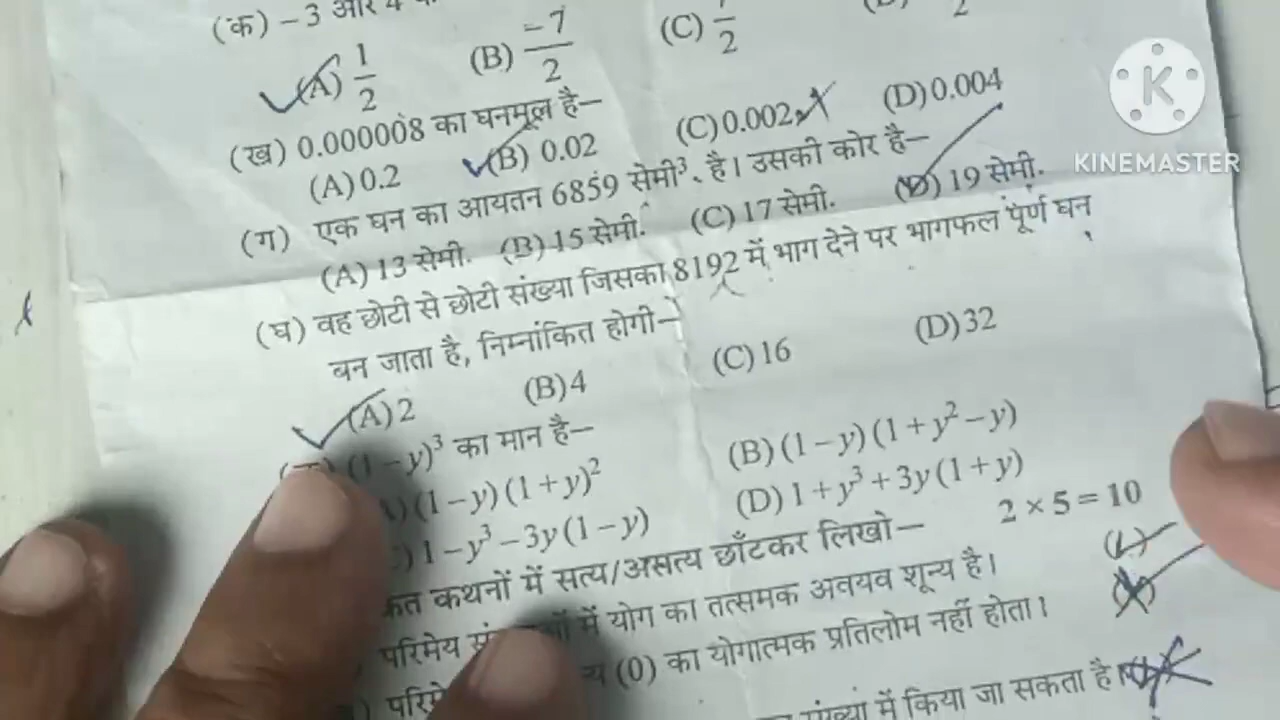 (क) – 3 और 4
(A) 1/2 (B) –7/2 (C) /2 2
(ख) 0.000008 का घनमूल है—
(A) 0.2 (B) 0.02 (C) 0.002 (D) 0.004
(ग) एक घन का आयतन 6859 सेमी³. है। उसकी कोर है—
(A) 13 सेमी. (B) 15 सेमी. (C) 17 सेमी. (D) 19 सेमी.
(घ) वह छोटी से छोटी संख्या जिसका 8192 में भाग देने पर भागफल पूर्ण घन
बन जाता है, निम्नांकित होगी—
(A) 2 (B) 4 (C) 16 (D) 32
(1 – y)³ का मान है—
(1 – y) (1 + y)² (B) (1 – y) (1 + y² – y)
1 – y³ – 3y (1 – y) (D) 1 + y³ + 3y (1 + y)
कथनों में सत्य/असत्य छाँटकर लिखो— 2 × 5 = 10
परिमेय में योग का तत्समक अवयव शून्य है।
(0) का योगात्मक प्रतिलोम नहीं होता।
में किया जा सकता है।
KINEMASTER